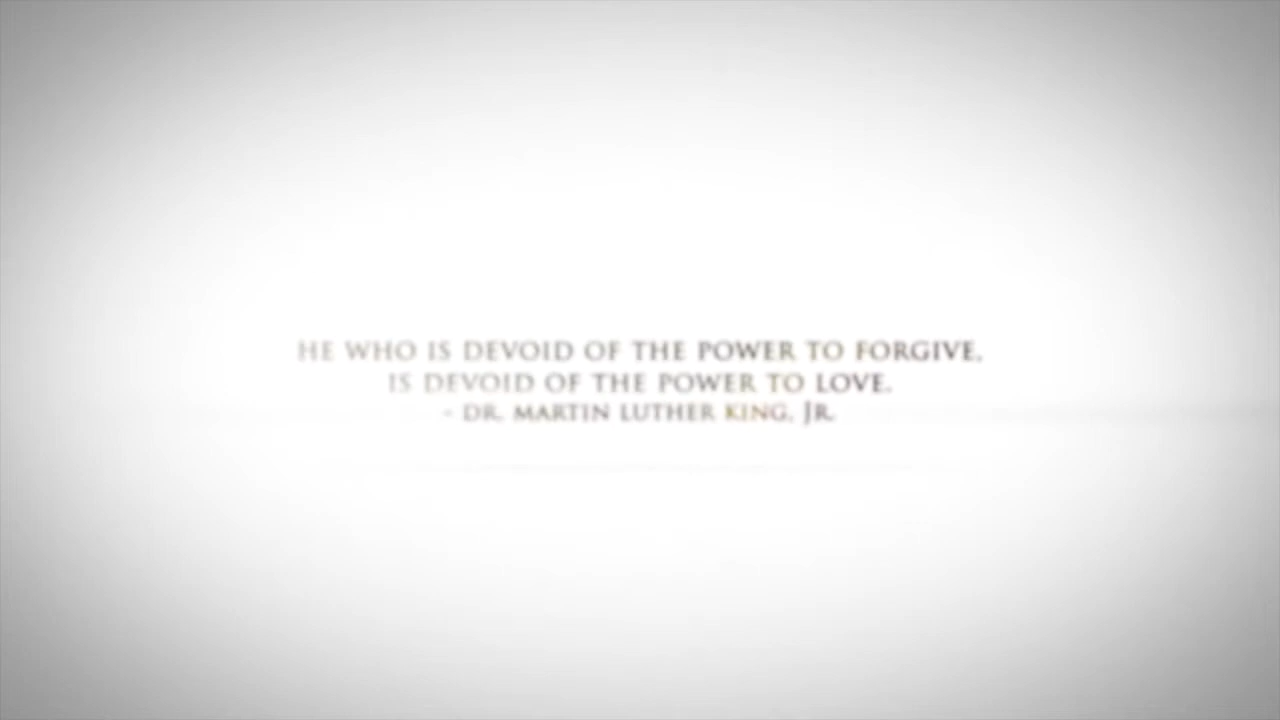 HE WHO IS DEVOID OF THE POWER TO FORGIVE,
IS DEVOID OF THE POWER TO LOVE.
- DR. MARTIN LUTHER KING, JR.